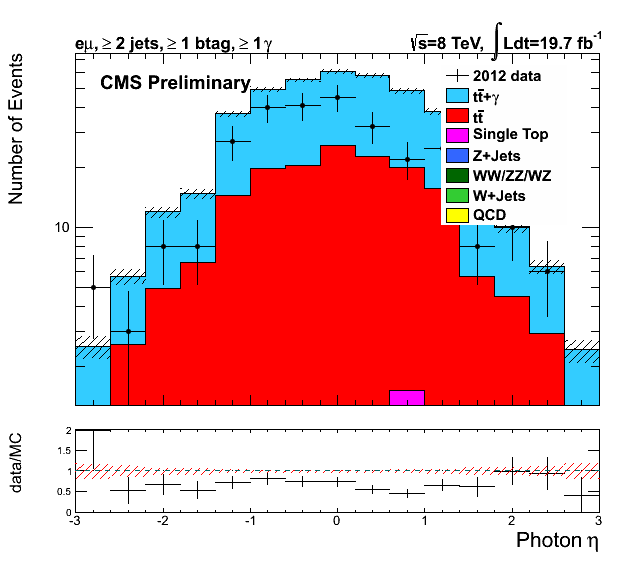 eμ, ≥ 2 jets, ≥ 1 btag, ≥ 1 γ
√s=8 TeV, ∫ Ldt=19.7 fb⁻¹
CMS Preliminary
2012 data
tt̄+γ
tt̄
Single Top
Z+Jets
WW/ZZ/WZ
W+Jets
QCD
Number of Events
10
data/MC
2
1.5
1
0.5
0
-3 -2 -1 0 1 2 3
Photon η